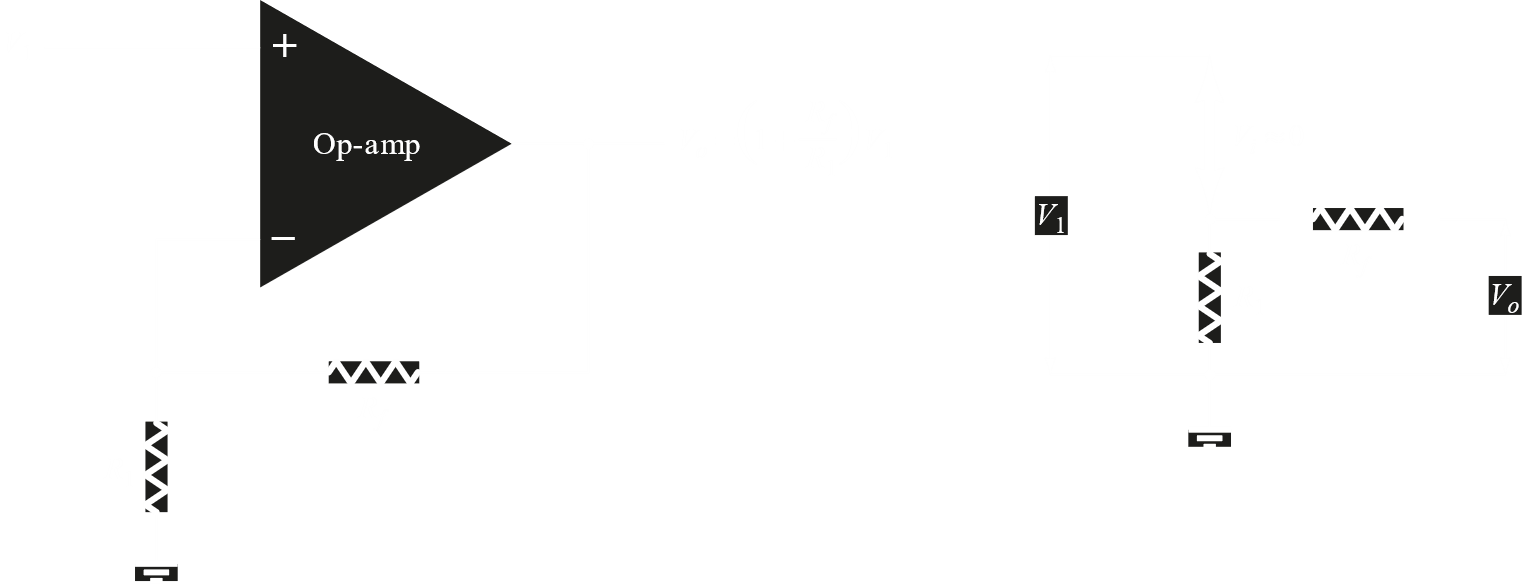 +
Op-amp
−
V₁
Vₒ